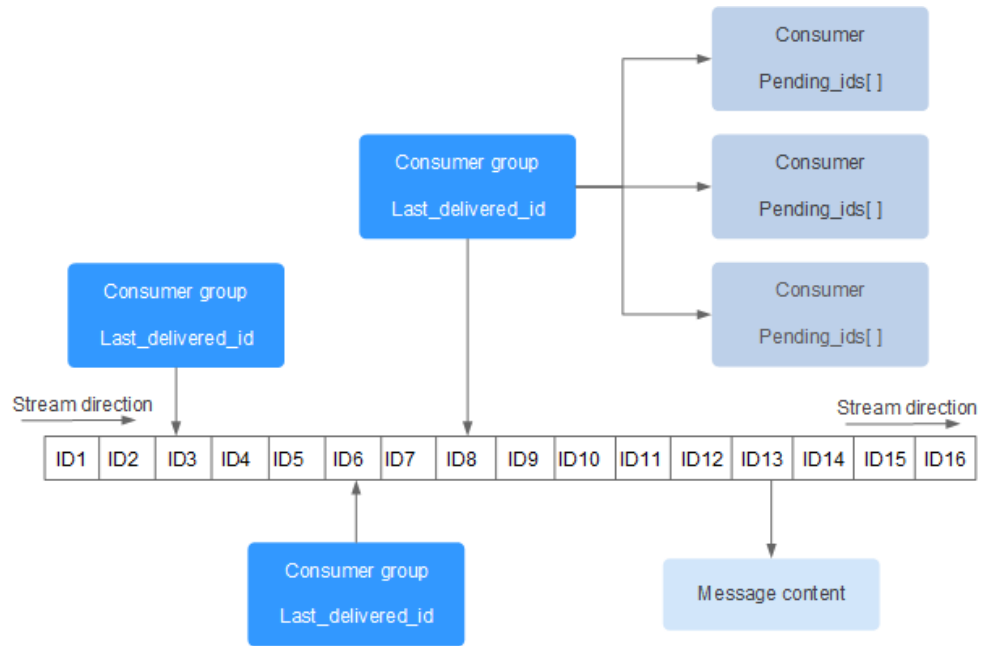 Consumer
Pending_ids[ ]
Consumer group
Last_delivered_id
Consumer
Pending_ids[ ]
Consumer group
Last_delivered_id
Consumer
Pending_ids[ ]
Stream direction
Stream direction
ID1 ID2 ID3 ID4 ID5 ID6 ID7 ID8 ID9 ID10 ID11 ID12 ID13 ID14 ID15 ID16
Consumer group
Last_delivered_id
Message content